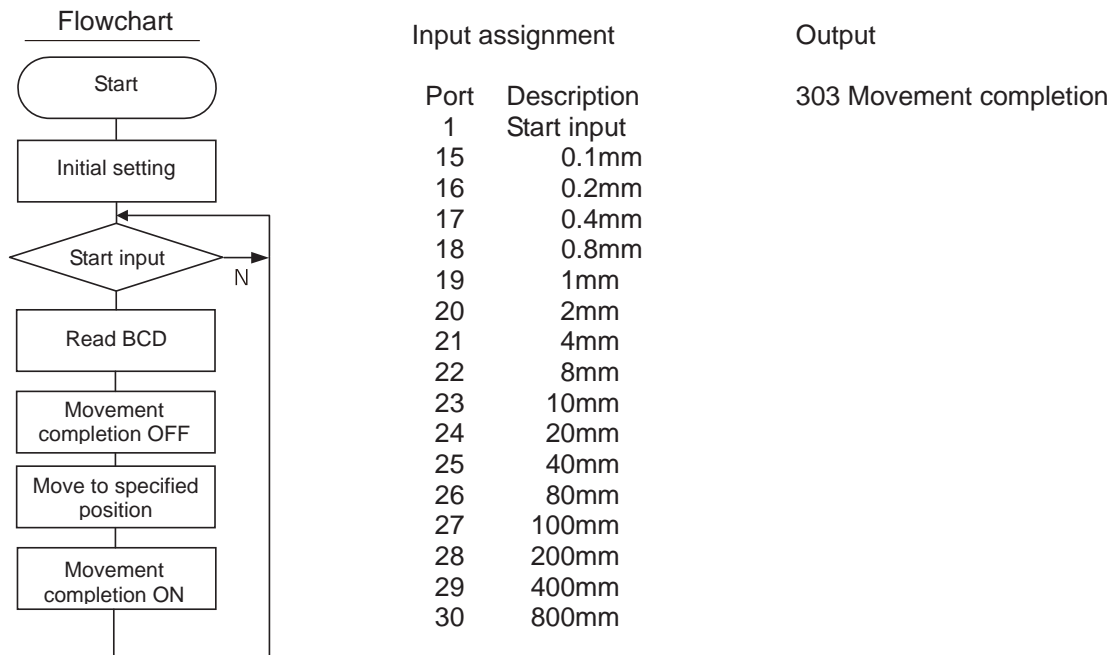 Flowchart
Start
Initial setting
Start input
N
Read BCD
Movement
completion OFF
Move to specified
position
Movement
completion ON
Input assignment
Port Description
1 Start input
15 0.1mm
16 0.2mm
17 0.4mm
18 0.8mm
19 1mm
20 2mm
21 4mm
22 8mm
23 10mm
24 20mm
25 40mm
26 80mm
27 100mm
28 200mm
29 400mm
30 800mm
Output
303 Movement completion